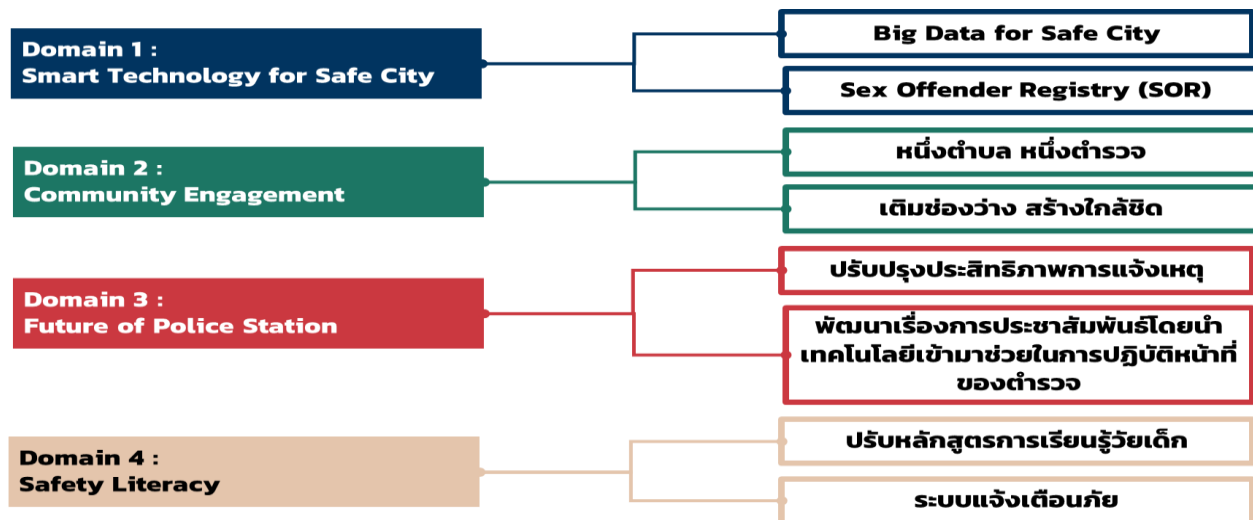 Domain 1 :
Smart Technology for Safe City
Big Data for Safe City
Sex Offender Registry (SOR)
Domain 2 :
Community Engagement
หนึ่งตำบล หนึ่งตำรวจ
เติมช่องว่าง สร้างใกล้ชิด
Domain 3 :
Future of Police Station
ปรับปรุงประสิทธิภาพการแจ้งเหตุ
พัฒนาเรื่องการประชาสัมพันธ์โดยนำ
เทคโนโลยีเข้ามาช่วยในการปฏิบัติหน้าที่
ของตำรวจ
Domain 4 :
Safety Literacy
ปรับหลักสูตรการเรียนรู้วัยเด็ก
ระบบแจ้งเตือนภัย